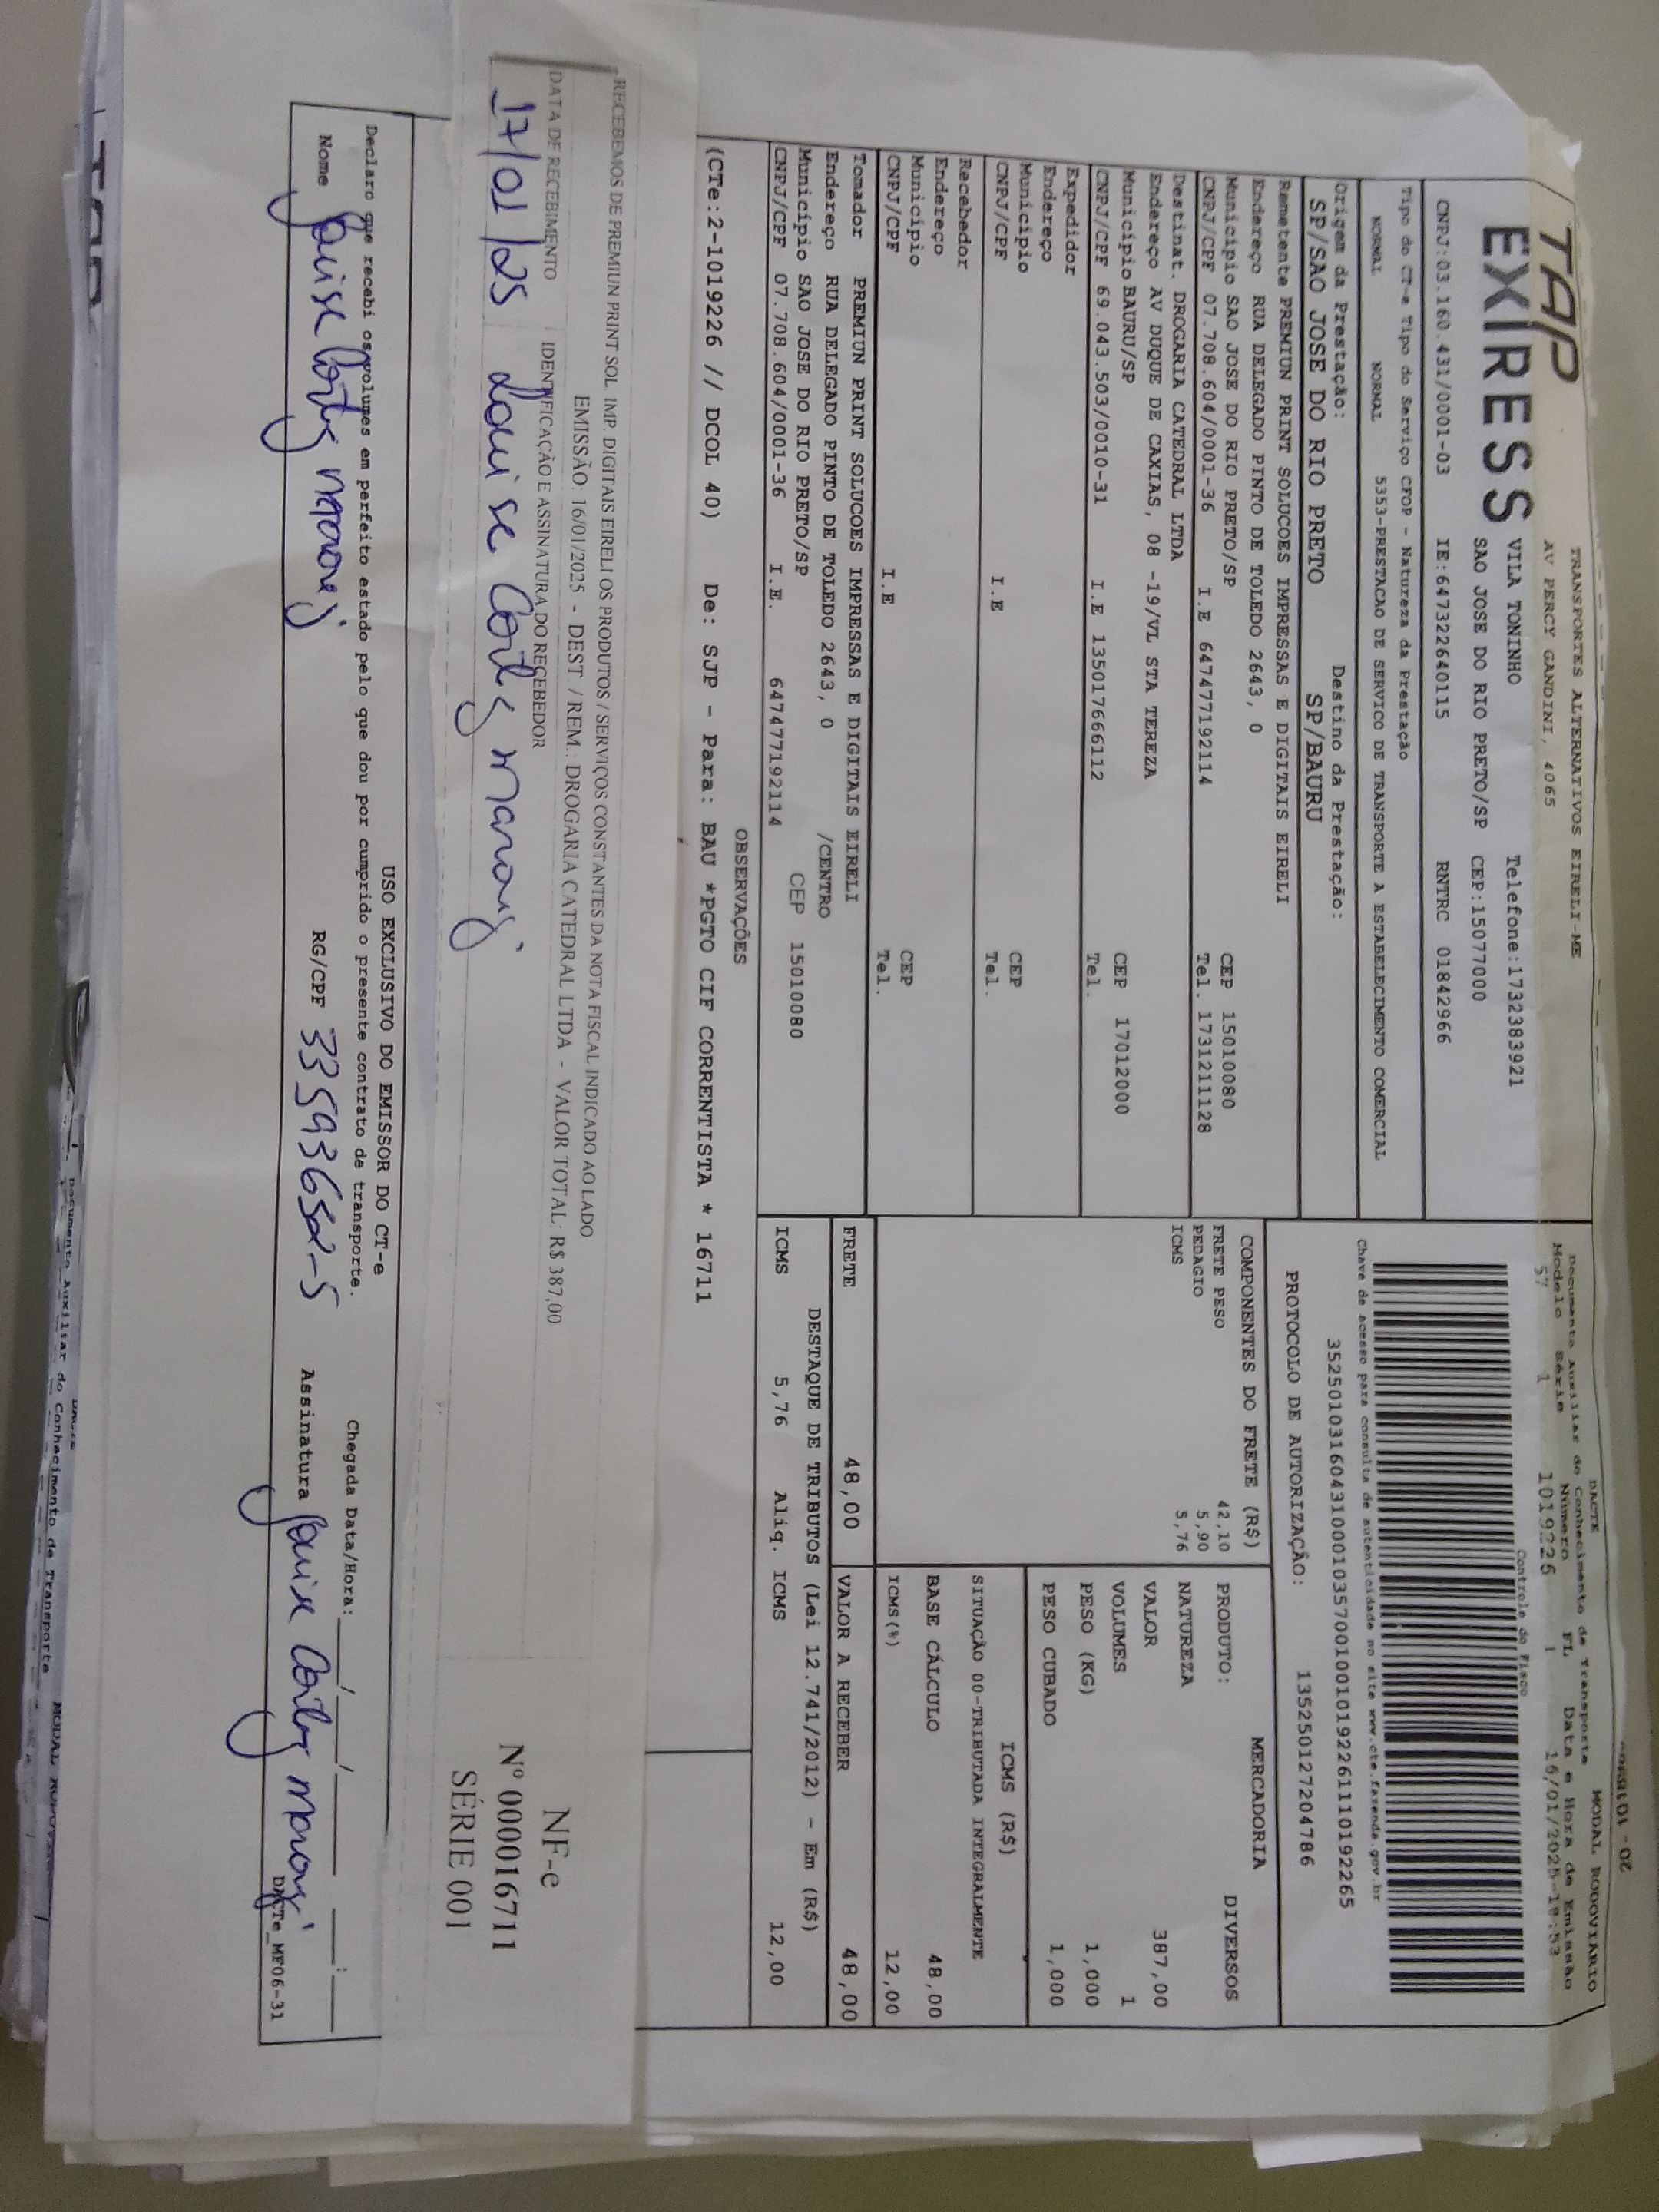 TAP
EXIRESS
TRANSPORTES ALTERNATIVOS EIRELI-ME
AV PERCY GANDINI, 4065
VILA TONINHO Telefone:1732383921
SAO JOSE DO RIO PRETO/SP CEP:15077000
CNPJ:03.160.431/0001-03 IE:647322640115 RNTRC 01842966
DACTE MODAL RODOVIÁRIO
Documento Auxiliar do Conhecimento de Transporte
Modelo Série Número FL Data e Hora de Emissão
57 1 1019226 1 16/01/2025-18:53
Controle do Fisco
Chave de acesso para consulta de autenticidade no site www.cte.fazenda.gov.br
35250103160431000103570010010192261110192265
PROTOCOLO DE AUTORIZAÇÃO: 135250127204786
Tipo do CT-e Tipo do Serviço CFOP - Natureza da Prestação
NORMAL NORMAL 5353-PRESTACAO DE SERVICO DE TRANSPORTE A ESTABELECIMENTO COMERCIAL
Origem da Prestação: Destino da Prestação:
SP/SAO JOSE DO RIO PRETO SP/BAURU
Remetente PREMIUN PRINT SOLUCOES IMPRESSAS E DIGITAIS EIRELI
Endereço RUA DELEGADO PINTO DE TOLEDO 2643, 0
Município SAO JOSE DO RIO PRETO/SP CEP 15010080
CNPJ/CPF 07.708.604/0001-36 I.E 647477192114 Tel. 1731211128
Destinat. DROGARIA CATEDRAL LTDA
Endereço AV DUQUE DE CAXIAS, 08 -19/VL STA TEREZA
Município BAURU/SP CEP 17012000
CNPJ/CPF 69.043.503/0010-31 I.E 135017666112 Tel.
Expedidor
Endereço
Município CEP
CNPJ/CPF I.E Tel.
Recebedor
Endereço
Município CEP
CNPJ/CPF I.E Tel.
Tomador PREMIUN PRINT SOLUCOES IMPRESSAS E DIGITAIS EIRELI
Endereço RUA DELEGADO PINTO DE TOLEDO 2643, 0 /CENTRO
Município SAO JOSE DO RIO PRETO/SP CEP 15010080
CNPJ/CPF 07.708.604/0001-36 I.E. 647477192114
COMPONENTES DO FRETE (R$)
FRETE PESO 42,10
PEDAGIO 5,90
ICMS 5,76
MERCADORIA
PRODUTO: DIVERSOS
NATUREZA
VALOR 387,00
VOLUMES 1
PESO (KG) 1,000
PESO CUBADO 1,000
ICMS (R$)
SITUAÇÃO 00-TRIBUTADA INTEGRALMENTE
BASE CÁLCULO 48,00
ICMS(%) 12,00
FRETE 48,00 VALOR A RECEBER 48,00
DESTAQUE DE TRIBUTOS (Lei 12.741/2012) - Em (R$)
ICMS 5,76 Aliq. ICMS 12,00
OBSERVAÇÕES
(CTe:2-1019226 // DCOL 40) De: SJP - Para: BAU *PGTO CIF CORRENTISTA * 16711
RECEBEMOS DE PREMIUN PRINT SOL. IMP. DIGITAIS EIRELI OS PRODUTOS / SERVIÇOS CONSTANTES DA NOTA FISCAL INDICADO AO LADO
EMISSÃO: 16/01/2025 - DEST. / REM.: DROGARIA CATEDRAL LTDA - VALOR TOTAL: R$ 387,00
DATA DE RECEBIMENTO IDENTIFICAÇÃO E ASSINATURA DO RECEBEDOR
17/01/25 Louise
NF-e
Nº 000016711
SÉRIE 001
USO EXCLUSIVO DO EMISSOR DO CT-e
Declaro que recebi os volumes em perfeito estado pelo que dou por cumprido o presente contrato de transporte.
Chegada Data/Hora: __/__/__ __:__
Nome Louise RG/CPF Assinatura Louise
DACTe_MF06-31
Documento Auxiliar do Conhecimento de Transporte